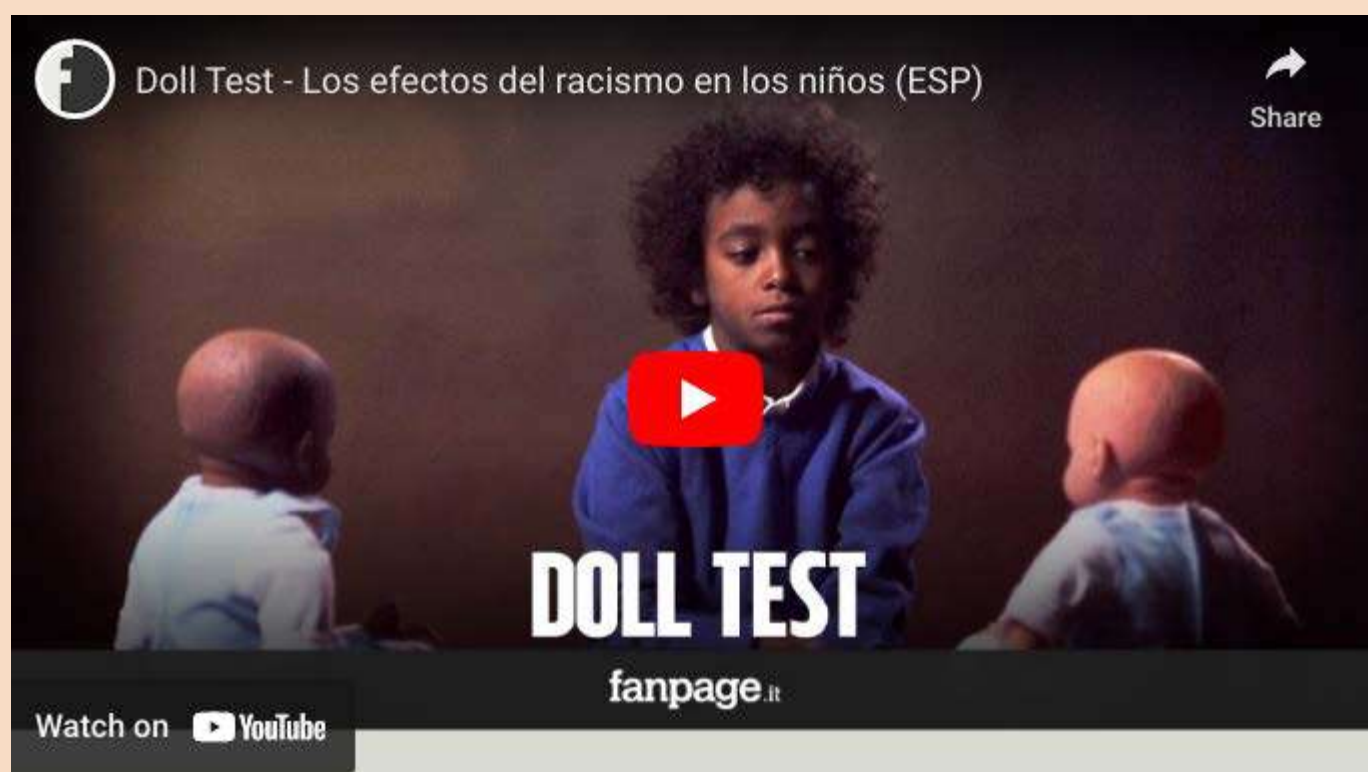 Doll Test - Los efectos del racismo en los niños (ESP)
Share
DOLL TEST
fanpage.it
Watch on YouTube